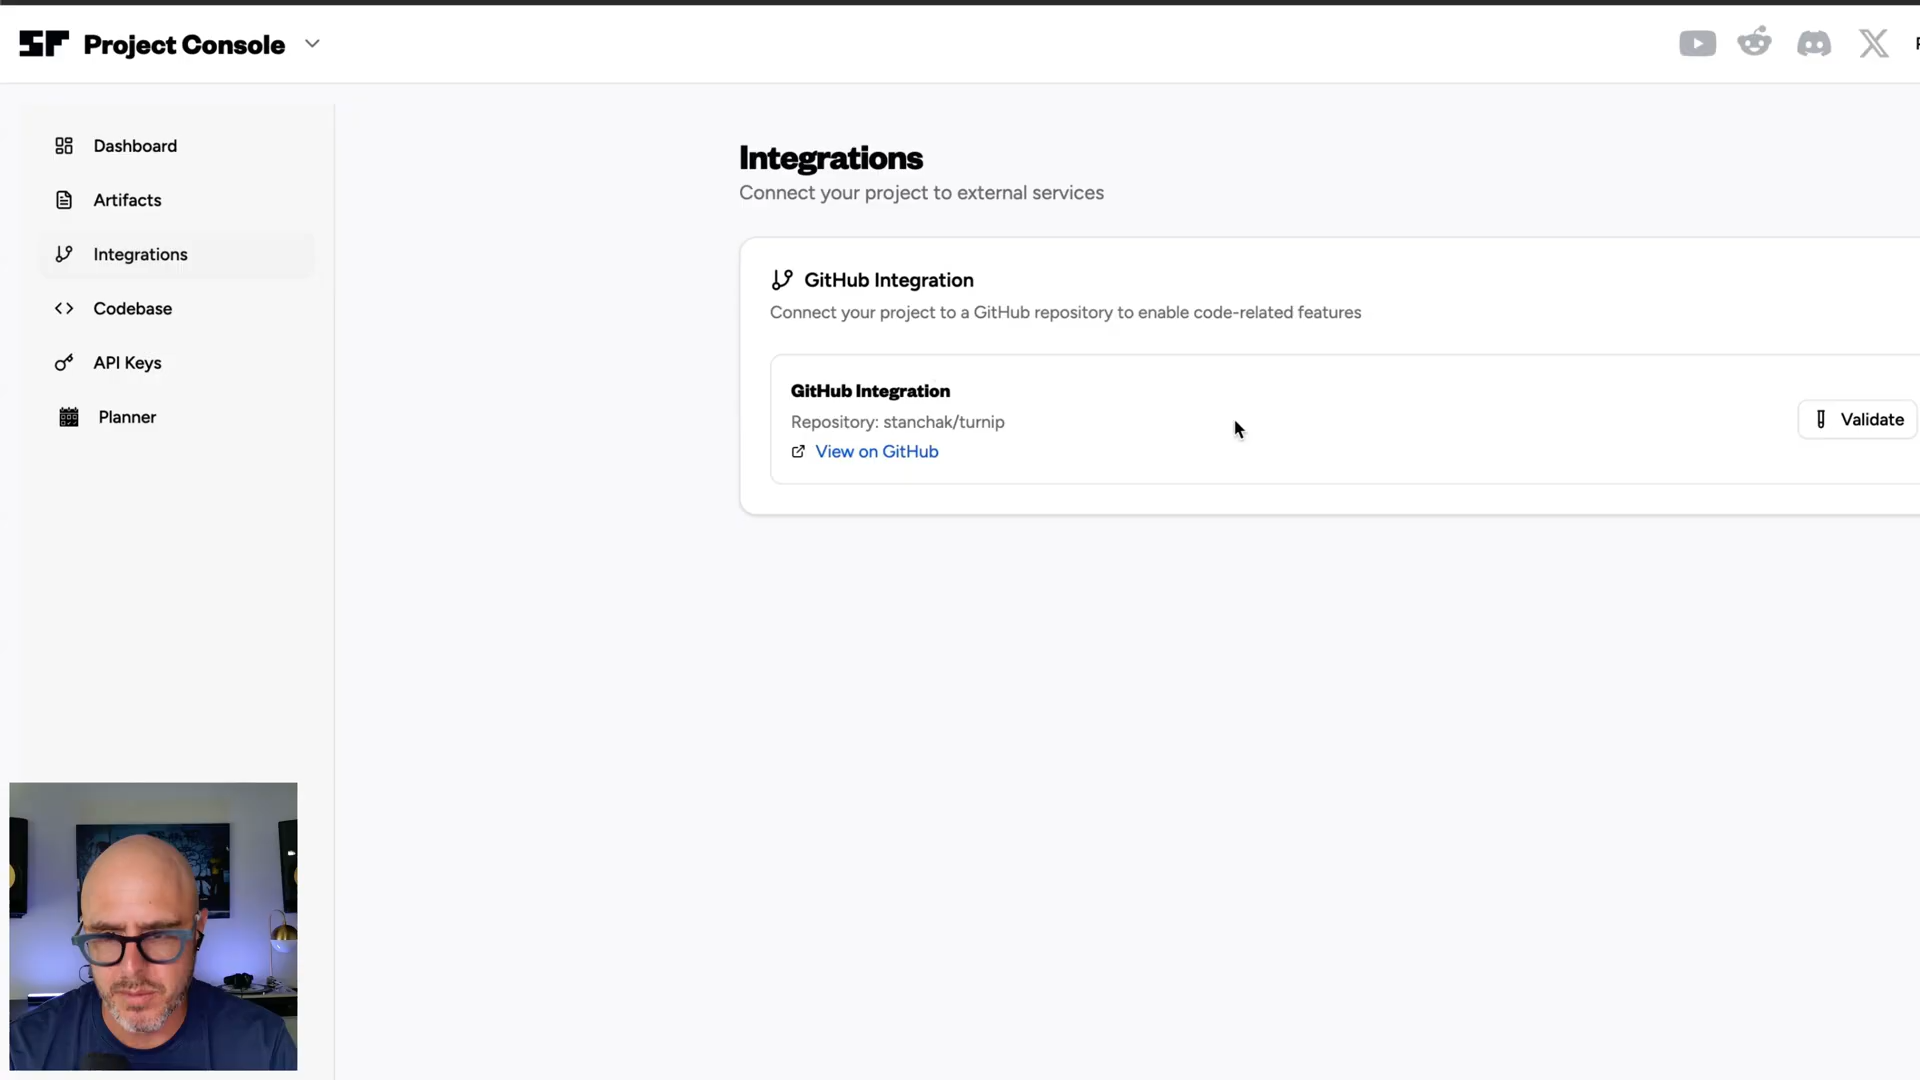 SF Project Console
Dashboard
Artifacts
Integrations
Codebase
API Keys
Planner
Integrations
Connect your project to external services
GitHub Integration
Connect your project to a GitHub repository to enable code-related features
GitHub Integration
Repository: stanchak/turnip
View on GitHub
Validate